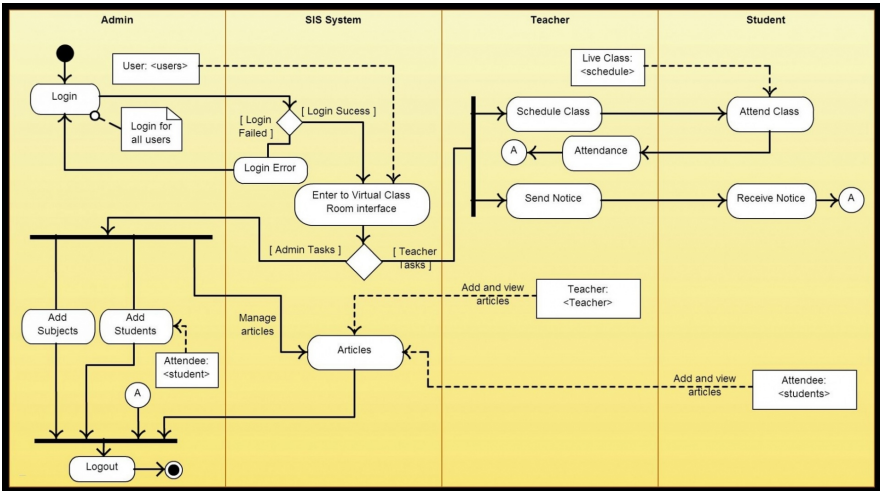 Admin
SIS System
Teacher
Student
User: <users>
Live Class:
<schedule>
Login
Login for
all users
[ Login
Failed ]
[ Login Sucess ]
Login Error
Schedule Class
Attend Class
A
Attendance
Enter to Virtual Class
Room interface
Send Notice
Receive Notice
A
[ Admin Tasks ]
[ Teacher
Tasks ]
Add and view
articles
Teacher:
<Teacher>
Add
Subjects
Add
Students
Manage
articles
Articles
Attendee:
<student>
A
Add and view
articles
Attendee:
<students>
Logout